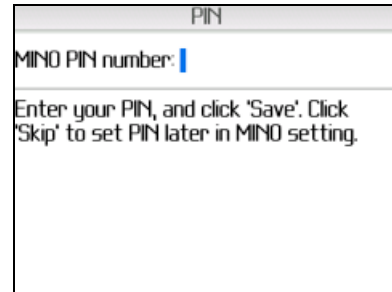 PIN
MINO PIN number:
Enter your PIN, and click 'Save'. Click
'Skip' to set PIN later in MINO setting.